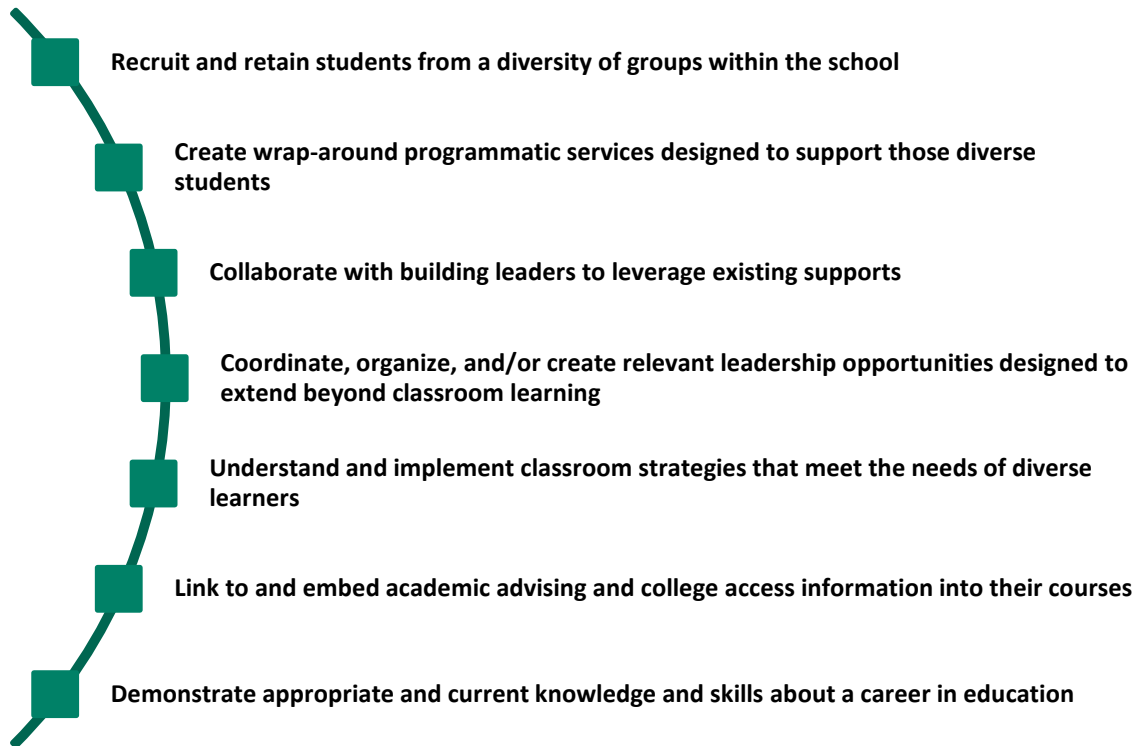 Recruit and retain students from a diversity of groups within the school
Create wrap-around programmatic services designed to support those diverse
students
Collaborate with building leaders to leverage existing supports
Coordinate, organize, and/or create relevant leadership opportunities designed to
extend beyond classroom learning
Understand and implement classroom strategies that meet the needs of diverse
learners
Link to and embed academic advising and college access information into their courses
Demonstrate appropriate and current knowledge and skills about a career in education